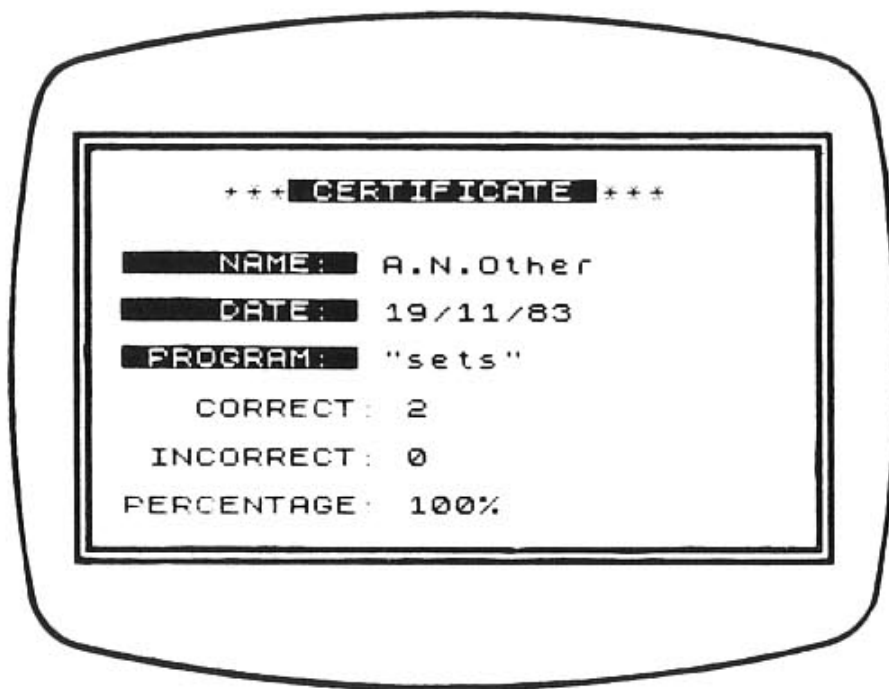 *** CERTIFICATE ***
NAME: A.N.Other
DATE: 19/11/83
PROGRAM: "sets"
CORRECT: 2
INCORRECT: 0
PERCENTAGE: 100%